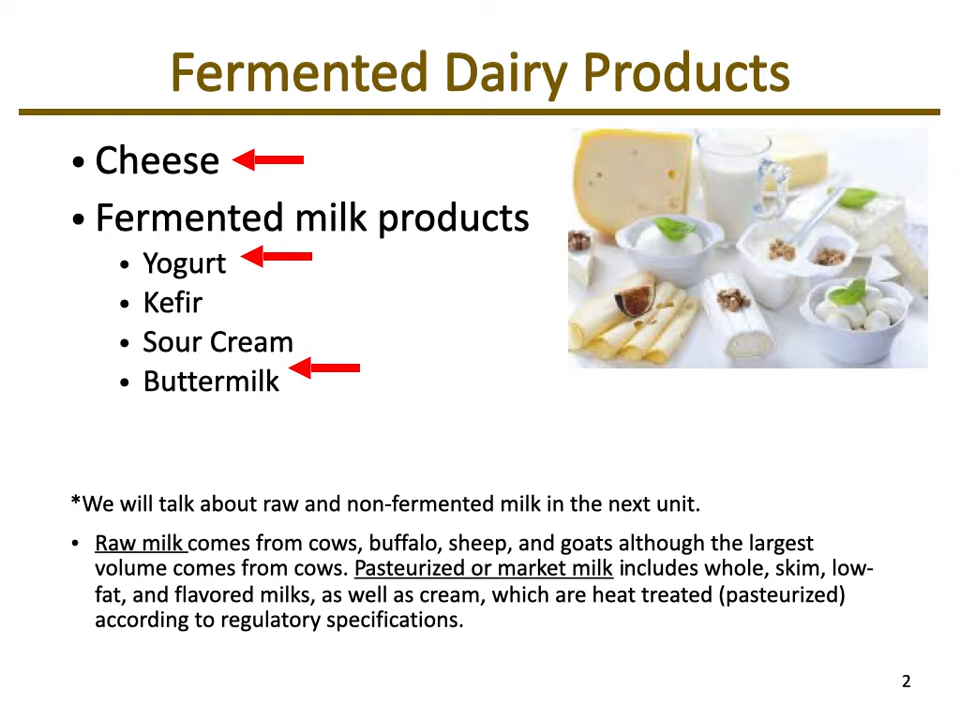 Fermented Dairy Products
• Cheese
• Fermented milk products
• Yogurt
• Kefir
• Sour Cream
• Buttermilk
*We will talk about raw and non-fermented milk in the next unit.
• Raw milk comes from cows, buffalo, sheep, and goats although the largest
volume comes from cows. Pasteurized or market milk includes whole, skim, low-
fat, and flavored milks, as well as cream, which are heat treated (pasteurized)
according to regulatory specifications.
2